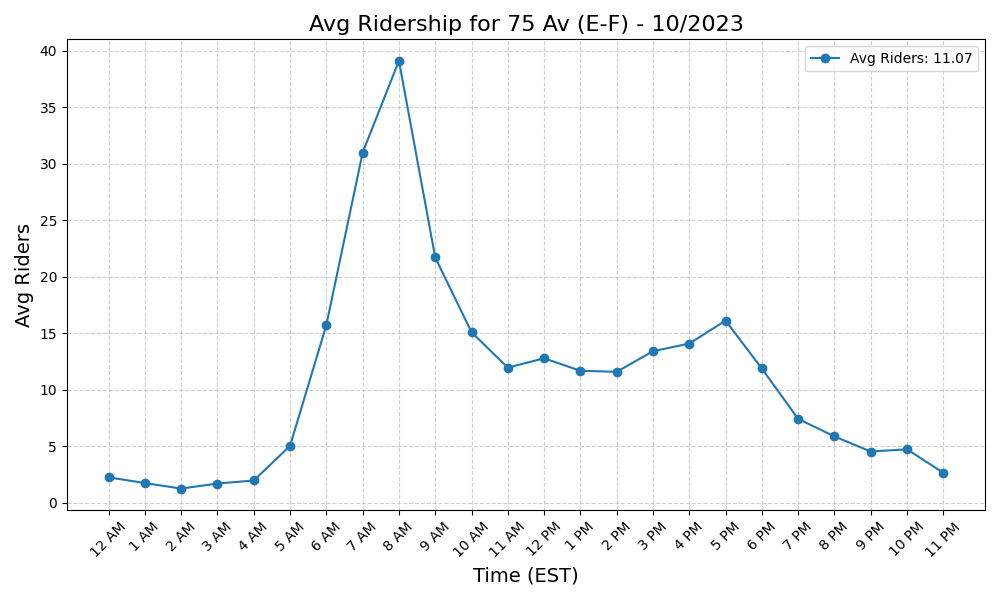 Avg Ridership for 75 Av (E-F) - 10/2023
Avg Riders: 11.07
Avg Riders
40
35
30
25
20
15
10
5
0
12 AM
1 AM
2 AM
3 AM
4 AM
5 AM
6 AM
7 AM
8 AM
9 AM
10 AM
11 AM
12 PM
1 PM
2 PM
3 PM
4 PM
5 PM
6 PM
7 PM
8 PM
9 PM
10 PM
11 PM
Time (EST)